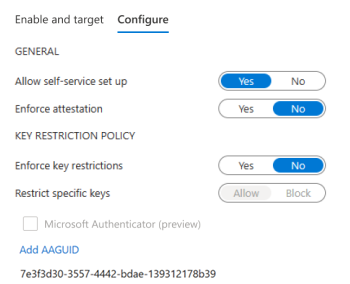 Enable and target Configure
GENERAL
Allow self-service set up Yes No
Enforce attestation Yes No
KEY RESTRICTION POLICY
Enforce key restrictions Yes No
Restrict specific keys Allow Block
Microsoft Authenticator (preview)
Add AAGUID
7e3f3d30-3557-4442-bdae-139312178b39